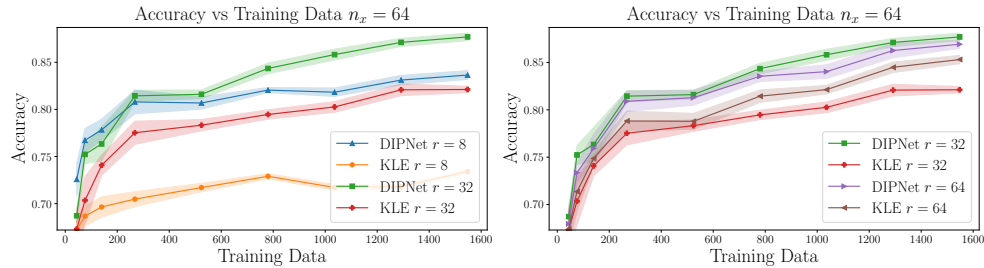 Accuracy vs Training Data $n_x = 64$
Accuracy
0.85
0.80
0.75
0.70
DIPNet $r = 8$
KLE $r = 8$
DIPNet $r = 32$
KLE $r = 32$
0 200 400 600 800 1000 1200 1400 1600
Training Data
Accuracy vs Training Data $n_x = 64$
Accuracy
0.85
0.80
0.75
0.70
DIPNet $r = 32$
KLE $r = 32$
DIPNet $r = 64$
KLE $r = 64$
0 200 400 600 800 1000 1200 1400 1600
Training Data